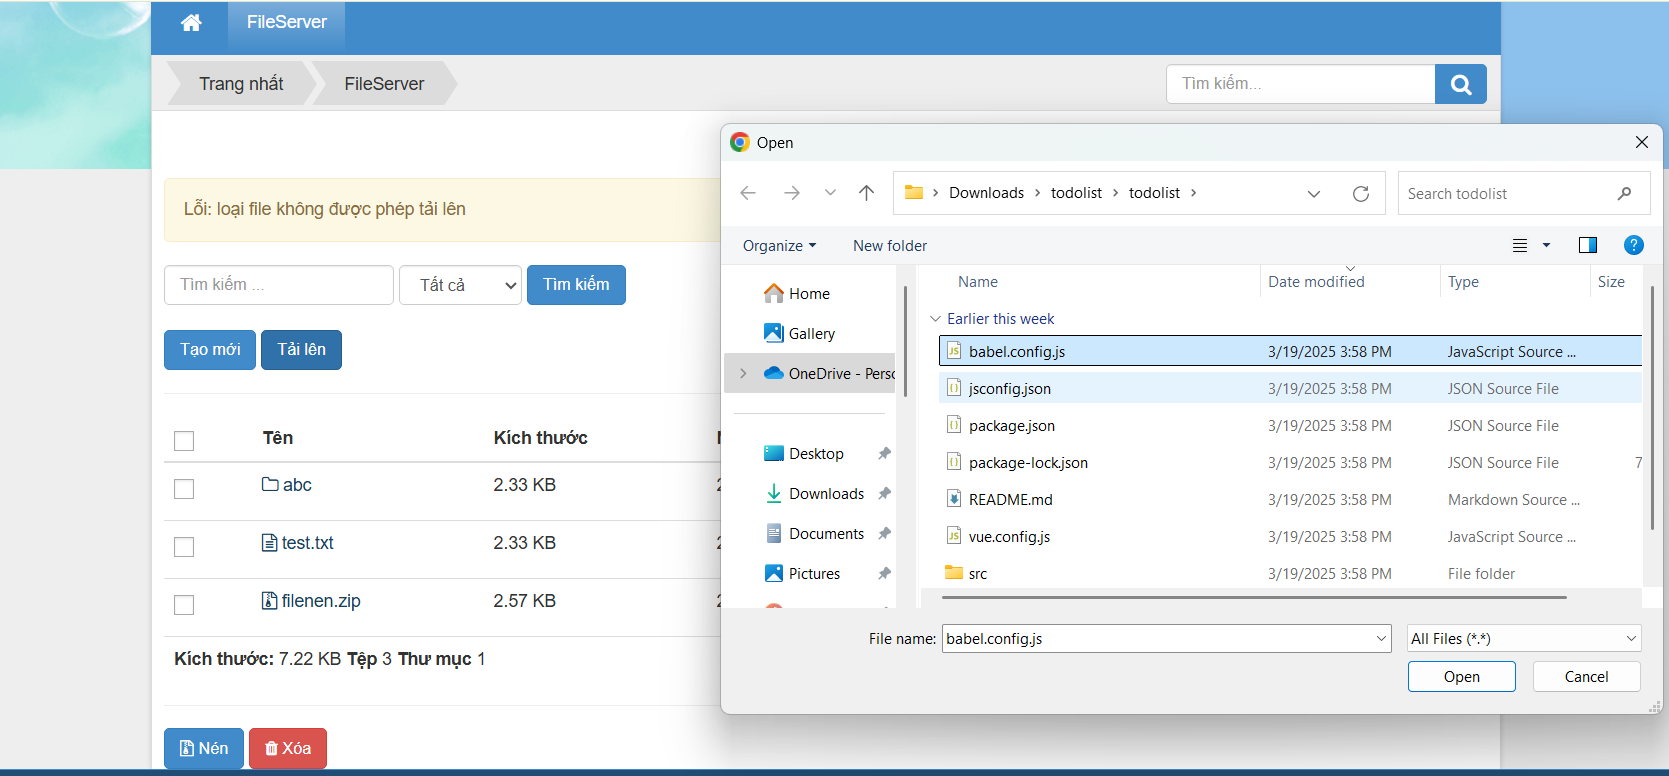 FileServer
Trang nhất
FileServer
Tìm kiếm...
Lỗi: loại file không được phép tải lên
Tìm kiếm ...
Tất cả
Tìm kiếm
Tạo mới
Tải lên
Tên
Kích thước
abc
2.33 KB
test.txt
2.33 KB
filenen.zip
2.57 KB
Kích thước: 7.22 KB Tệp 3 Thư mục 1
Nén
Xóa
Open
Downloads
todolist
todolist
Search todolist
Organize
New folder
Home
Gallery
OneDrive - Perso
Desktop
Downloads
Documents
Pictures
Name
Date modified
Type
Size
Earlier this week
babel.config.js
3/19/2025 3:58 PM
JavaScript Source ...
jsconfig.json
3/19/2025 3:58 PM
JSON Source File
package.json
3/19/2025 3:58 PM
JSON Source File
package-lock.json
3/19/2025 3:58 PM
JSON Source File
7
README.md
3/19/2025 3:58 PM
Markdown Source ...
vue.config.js
3/19/2025 3:58 PM
JavaScript Source ...
src
3/19/2025 3:58 PM
File folder
File name:
babel.config.js
All Files (*.*)
Open
Cancel